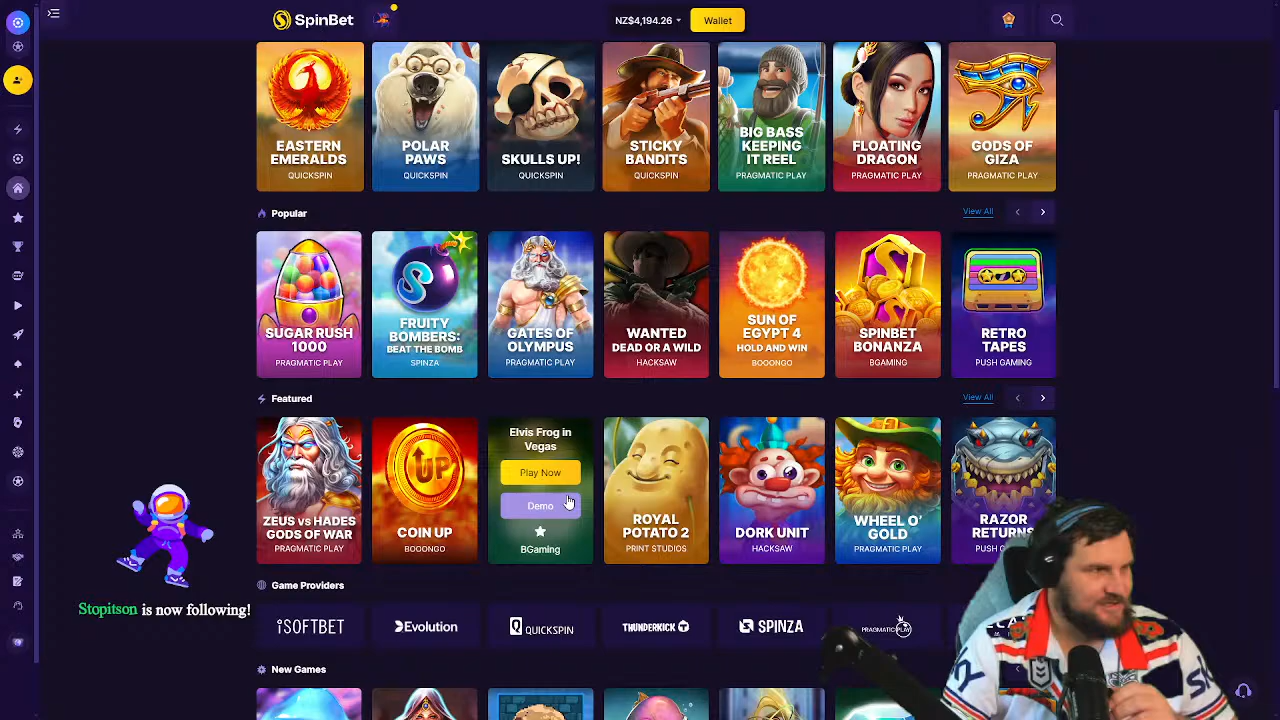 SpinBet
NZ$4,194.26
Wallet
EASTERN
EMERALDS
QUICKSPIN
POLAR
PAWS
QUICKSPIN
SKULLS UP!
QUICKSPIN
STICKY
BANDITS
QUICKSPIN
BIG BASS
KEEPING
IT REEL
PRAGMATIC PLAY
FLOATING
DRAGON
PRAGMATIC PLAY
GODS OF
GIZA
PRAGMATIC PLAY
Popular
View All
SUGAR RUSH
1000
PRAGMATIC PLAY
FRUITY
BOMBERS:
BEAT THE BOMB
SPINZA
GATES OF
OLYMPUS
PRAGMATIC PLAY
WANTED
DEAD OR A WILD
HACKSAW
SUN OF
EGYPT 4
HOLD AND WIN
BOOONGO
SPINBET
BONANZA
BGAMING
RETRO
TAPES
PUSH GAMING
Featured
View All
ZEUS vs HADES
GODS OF WAR
PRAGMATIC PLAY
UP
COIN UP
BOOONGO
Elvis Frog in
Vegas
Play Now
Demo
BGaming
ROYAL
POTATO 2
PRINT STUDIOS
DORK UNIT
HACKSAW
WHEEL O'
GOLD
PRAGMATIC PLAY
RAZOR
RETURNS
Stopitson is now following!
Game Providers
iSOFTBET
Evolution
QUICKSPIN
THUNDERKICK
SPINZA
PRAGMATIC PLAY
New Games
SKY